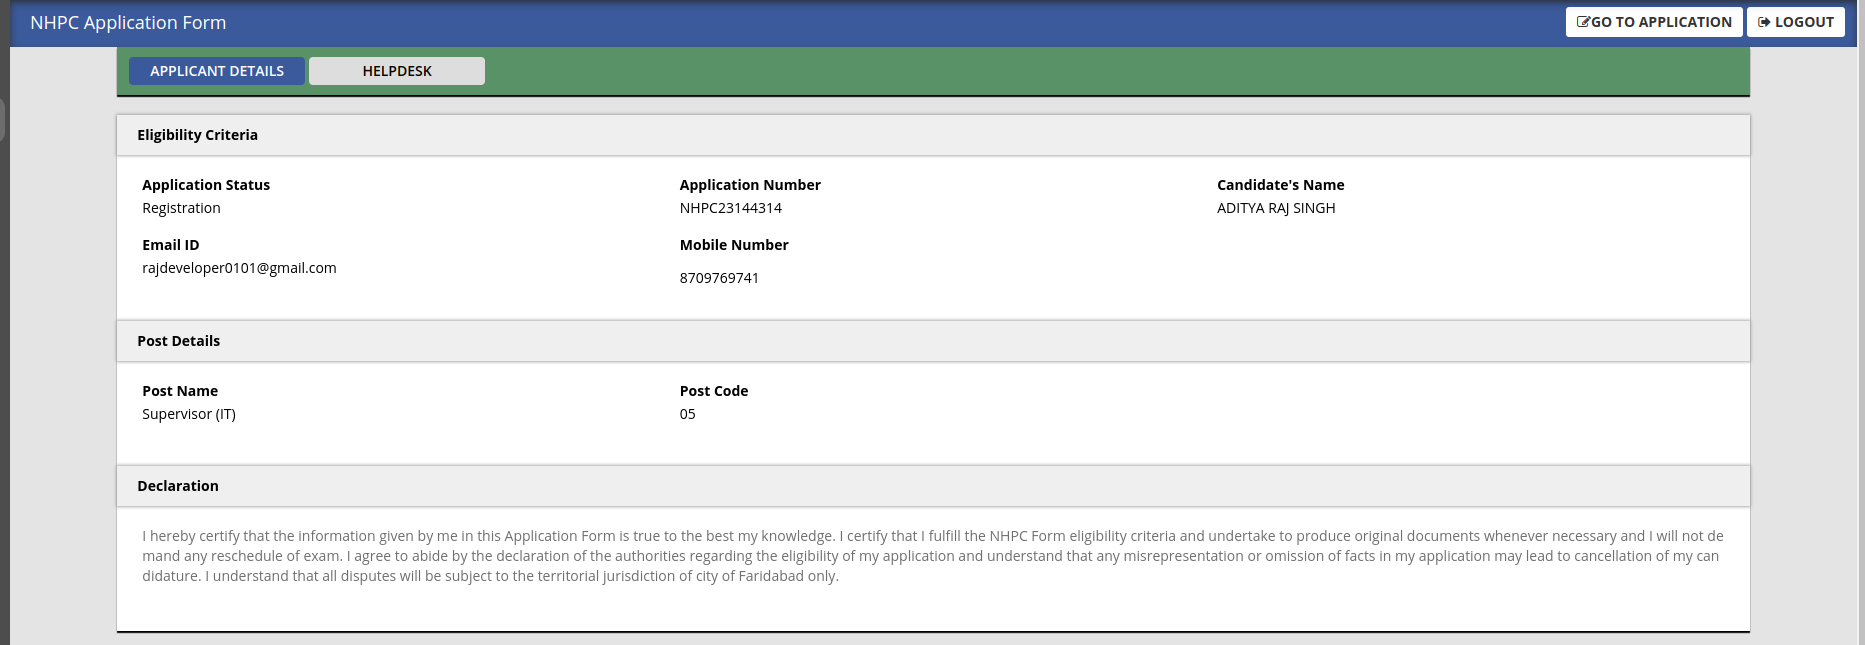 NHPC Application Form
GO TO APPLICATION
LOGOUT
APPLICANT DETAILS
HELPDESK
Eligibility Criteria
Application Status
Registration
Application Number
NHPC23144314
Candidate's Name
ADITYA RAJ SINGH
Email ID
rajdeveloper0101@gmail.com
Mobile Number
8709769741
Post Details
Post Name
Supervisor (IT)
Post Code
05
Declaration
I hereby certify that the information given by me in this Application Form is true to the best my knowledge. I certify that I fulfill the NHPC Form eligibility criteria and undertake to produce original documents whenever necessary and I will not de
mand any reschedule of exam. I agree to abide by the declaration of the authorities regarding the eligibility of my application and understand that any misrepresentation or omission of facts in my application may lead to cancellation of my can
didature. I understand that all disputes will be subject to the territorial jurisdiction of city of Faridabad only.